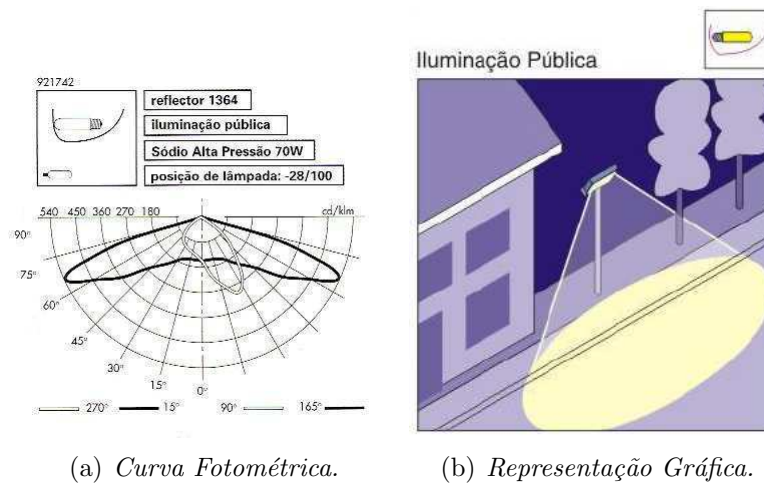 Iluminação Pública
921742
reflector 1364
iluminação pública
Sódio Alta Pressão 70W
posição de lâmpada: -28/100
540 450 360 270 180 cd/klm
90°
75°
60°
45°
30°
15°
0°
270° 15° 90° 165°
(a) Curva Fotométrica.
(b) Representação Gráfica.